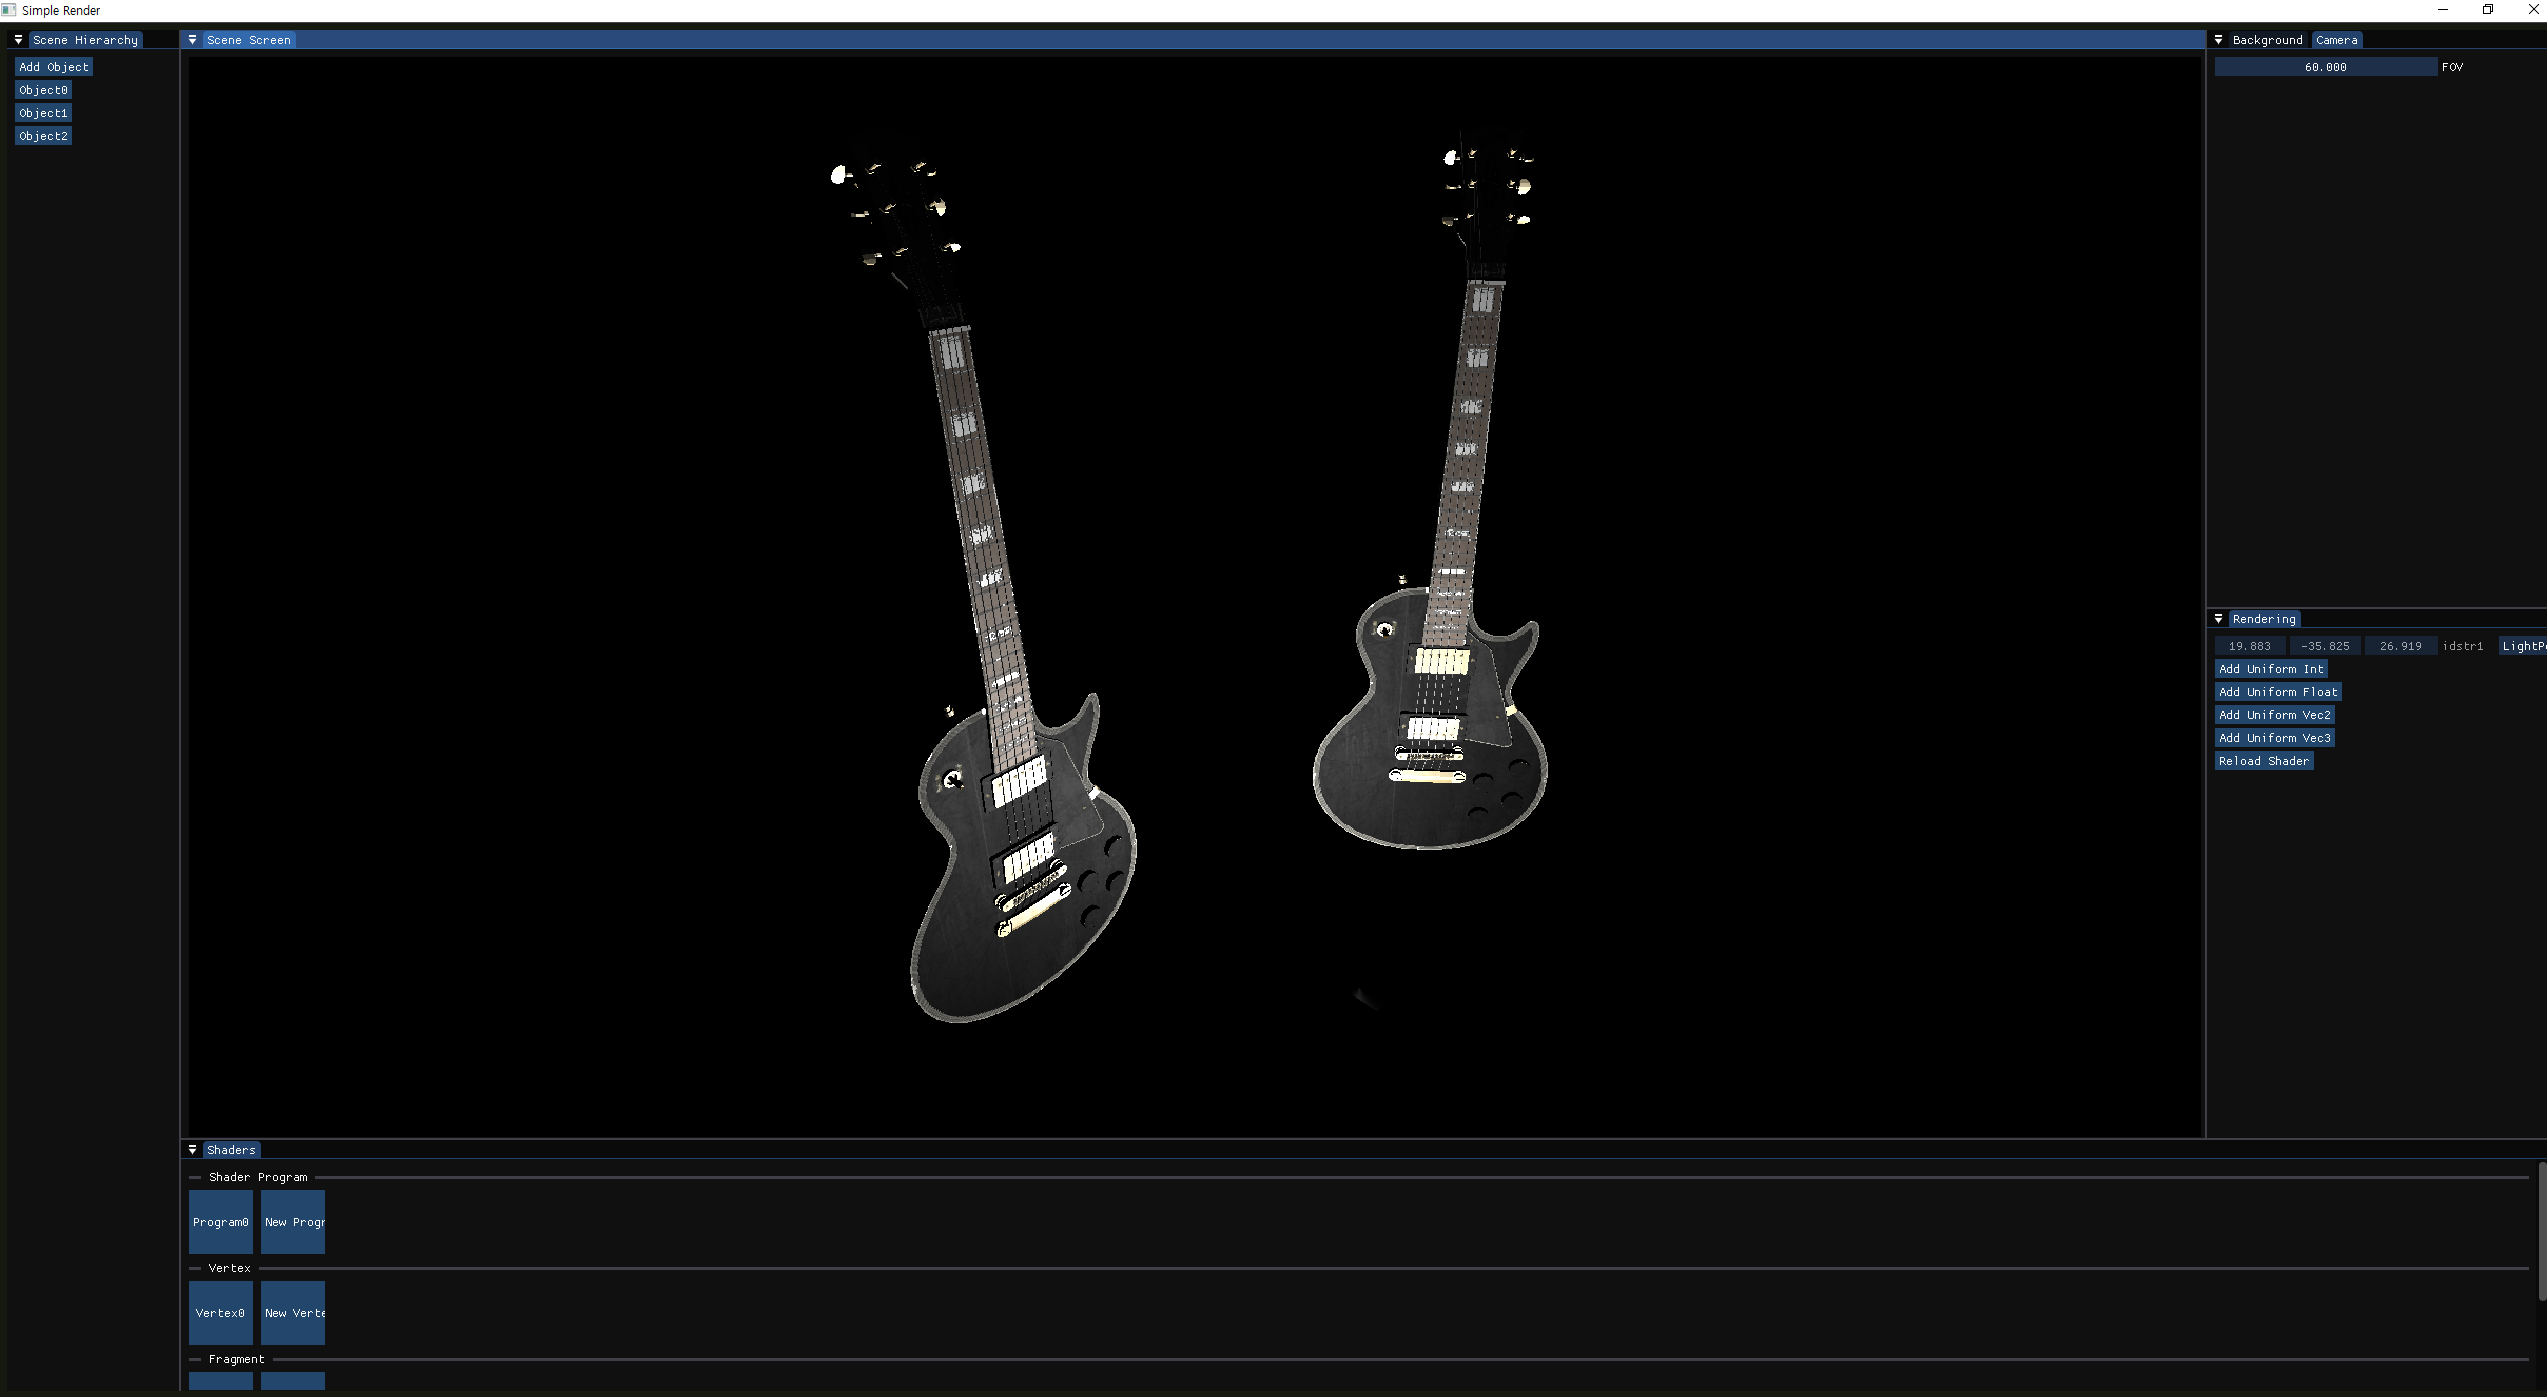 Simple Render
Scene Hierarchy
Add Object
Object0
Object1
Object2
Scene Screen
Background Camera
60.000 FOV
Rendering
19.883 -35.825 26.919 idstr1 LightP
Add Uniform Int
Add Uniform Float
Add Uniform Vec2
Add Uniform Vec3
Reload Shader
Shaders
Shader Program
Program0 New Progr
Vertex
Vertex0 New Verte
Fragment